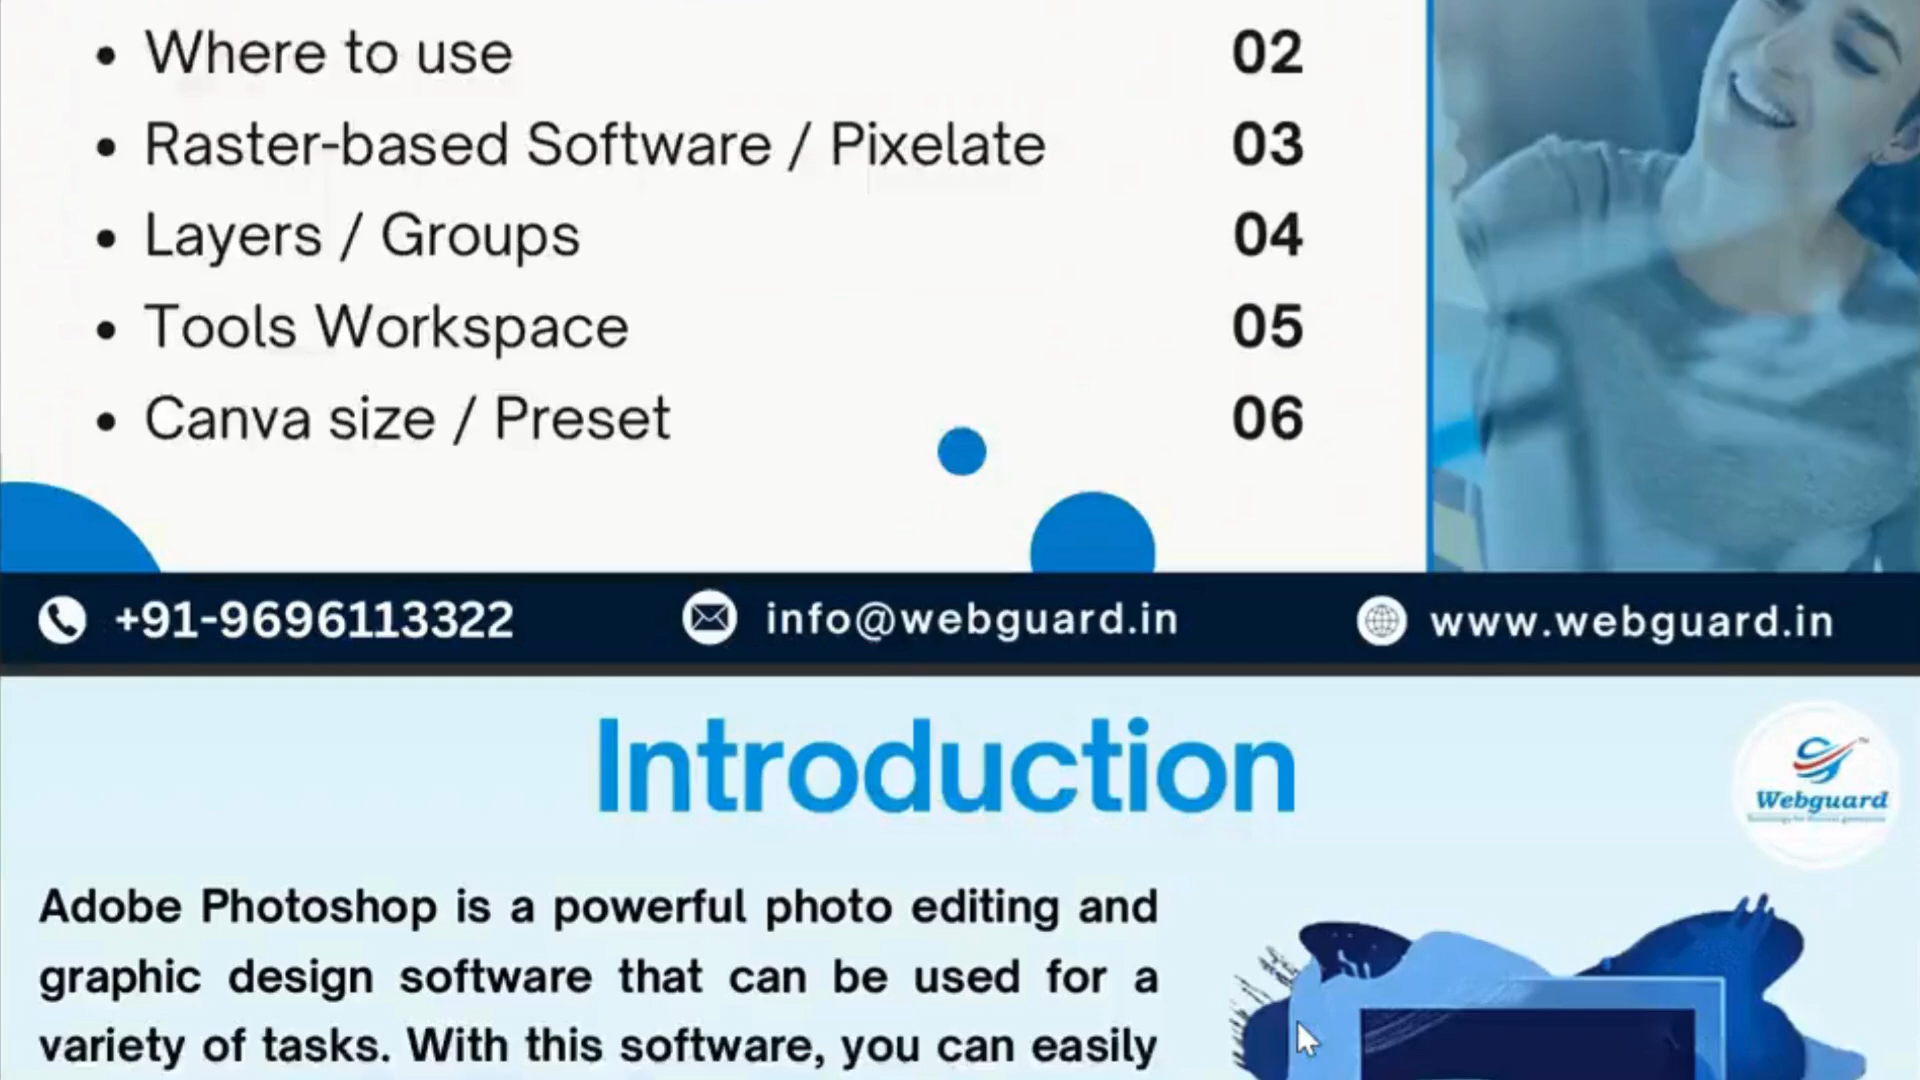 • Where to use 02
• Raster-based Software / Pixelate 03
• Layers / Groups 04
• Tools Workspace 05
• Canva size / Preset 06
+91-9696113322 info@webguard.in www.webguard.in
Introduction
Webguard
Adobe Photoshop is a powerful photo editing and
graphic design software that can be used for a
variety of tasks. With this software, you can easily